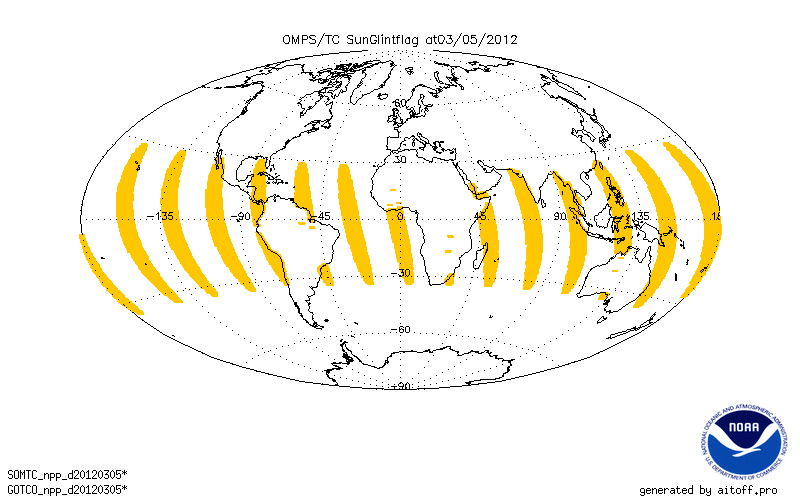 OMPS/TC SunGlintflag at03/05/2012
60
30
-135 -90 -45 0 45 90 135 18
-30
-60
+90
NATIONAL OCEANIC AND ATMOSPHERIC ADMINISTRATION
NOAA
U.S. DEPARTMENT OF COMMERCE
SOMTC_npp_d20120305*
GOTCO_npp_d20120305*
generated by aitoff.pro